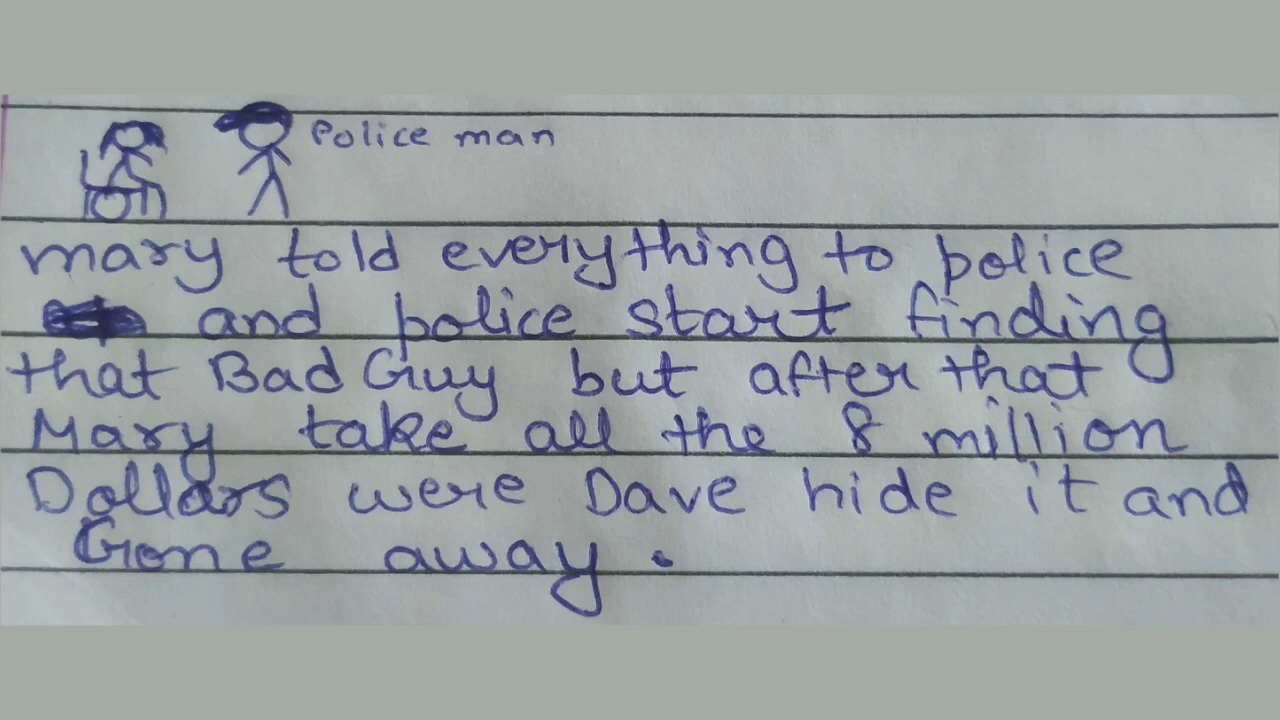 Police man
mary told everything to police
and police start finding
that Bad Guy but after that
Mary take all the 8 million
Dollars were Dave hide it and
Gone away.